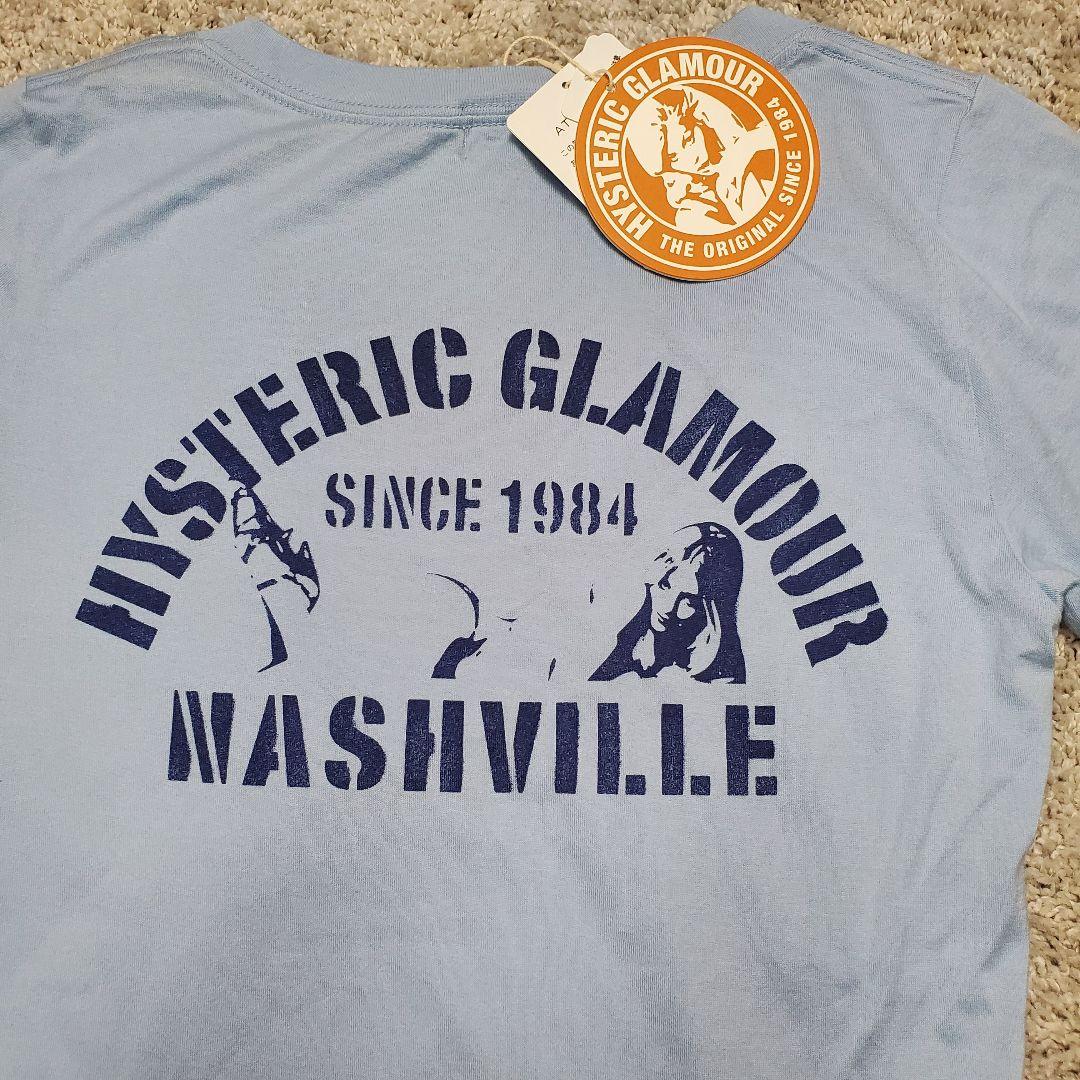 HYSTERIC GLAMOUR
THE ORIGINAL SINCE 1984
HYSTERIC GLAMOUR
SINCE 1984
NASHVILLE